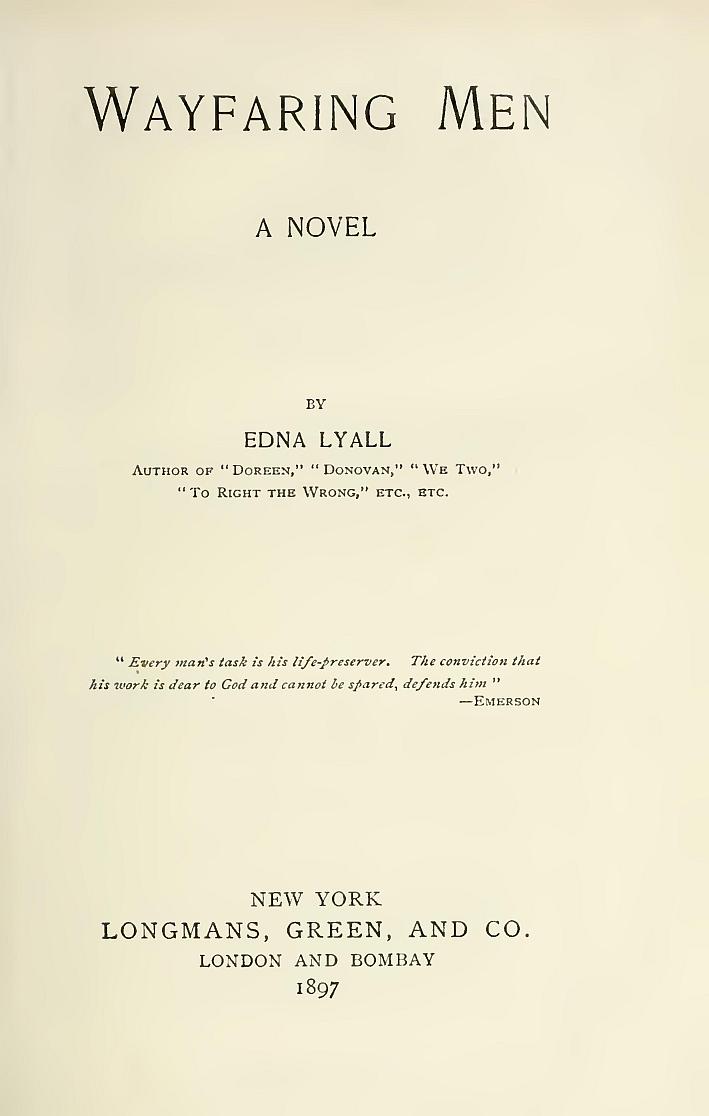 WAYFARING MEN
A NOVEL
BY
EDNA LYALL
AUTHOR OF "DOREEN," "DONOVAN," "WE TWO,"
"TO RIGHT THE WRONG," ETC., ETC.
"Every man's task is his life-preserver. The conviction that
his work is dear to God and cannot be spared, defends him"
—EMERSON
NEW YORK
LONGMANS, GREEN, AND CO.
LONDON AND BOMBAY
1897